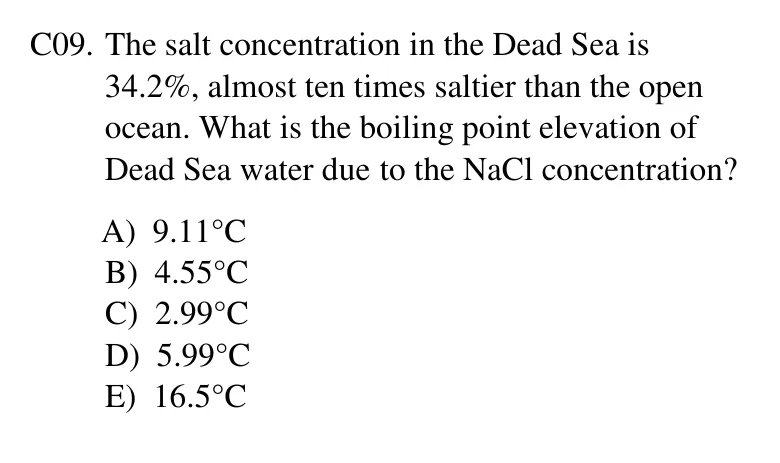 C09. The salt concentration in the Dead Sea is
34.2%, almost ten times saltier than the open
ocean. What is the boiling point elevation of
Dead Sea water due to the NaCl concentration?
A) 9.11°C
B) 4.55°C
C) 2.99°C
D) 5.99°C
E) 16.5°C